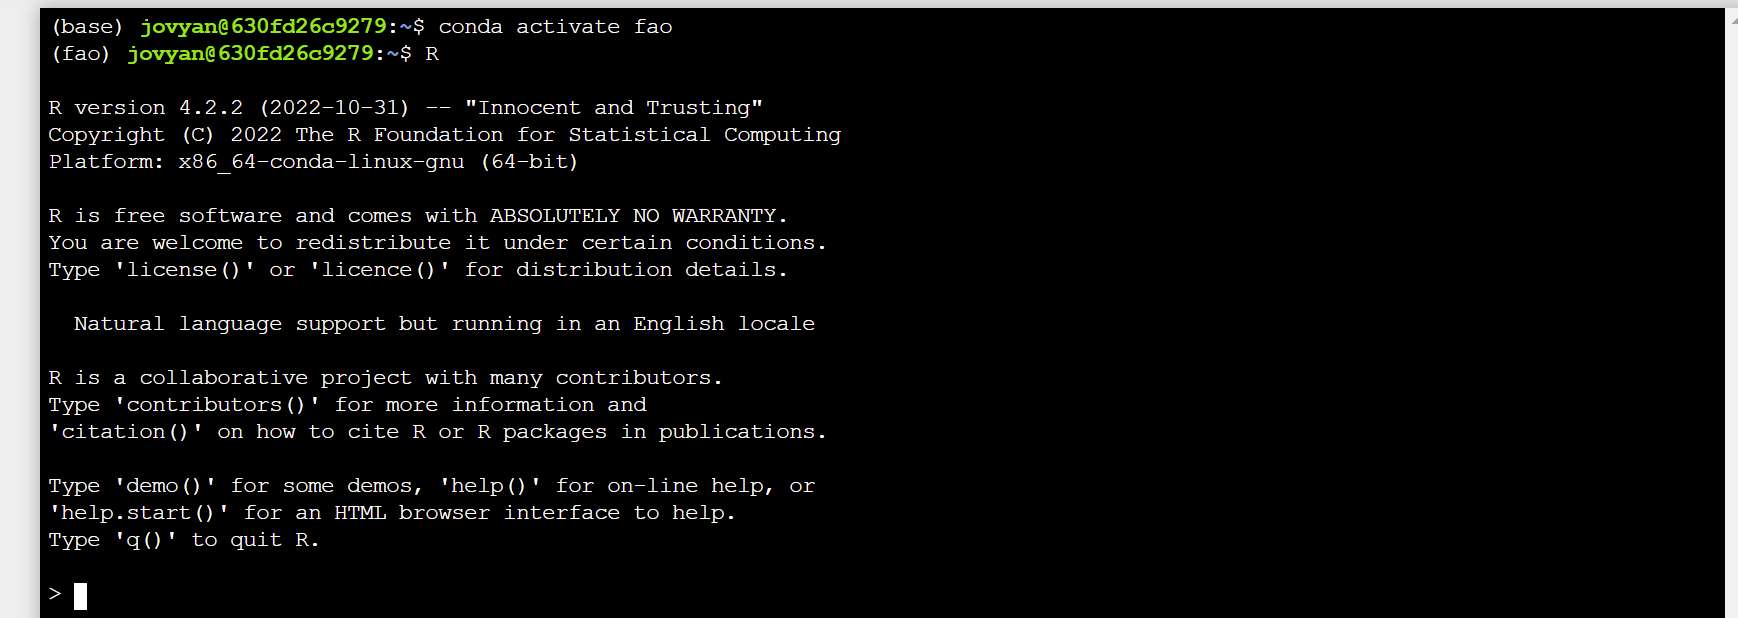 (base) jovyan@630fd26c9279:~$ conda activate fao
(fao) jovyan@630fd26c9279:~$ R
R version 4.2.2 (2022-10-31) -- "Innocent and Trusting"
Copyright (C) 2022 The R Foundation for Statistical Computing
Platform: x86_64-conda-linux-gnu (64-bit)
R is free software and comes with ABSOLUTELY NO WARRANTY.
You are welcome to redistribute it under certain conditions.
Type 'license()' or 'licence()' for distribution details.
Natural language support but running in an English locale
R is a collaborative project with many contributors.
Type 'contributors()' for more information and
'citation()' on how to cite R or R packages in publications.
Type 'demo()' for some demos, 'help()' for on-line help, or
'help.start()' for an HTML browser interface to help.
Type 'q()' to quit R.
>